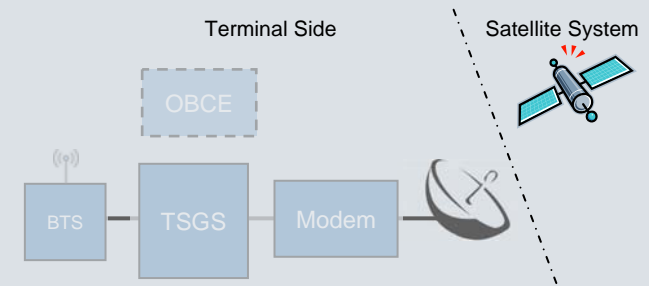 Terminal Side
Satellite System
OBCE
BTS
TSGS
Modem